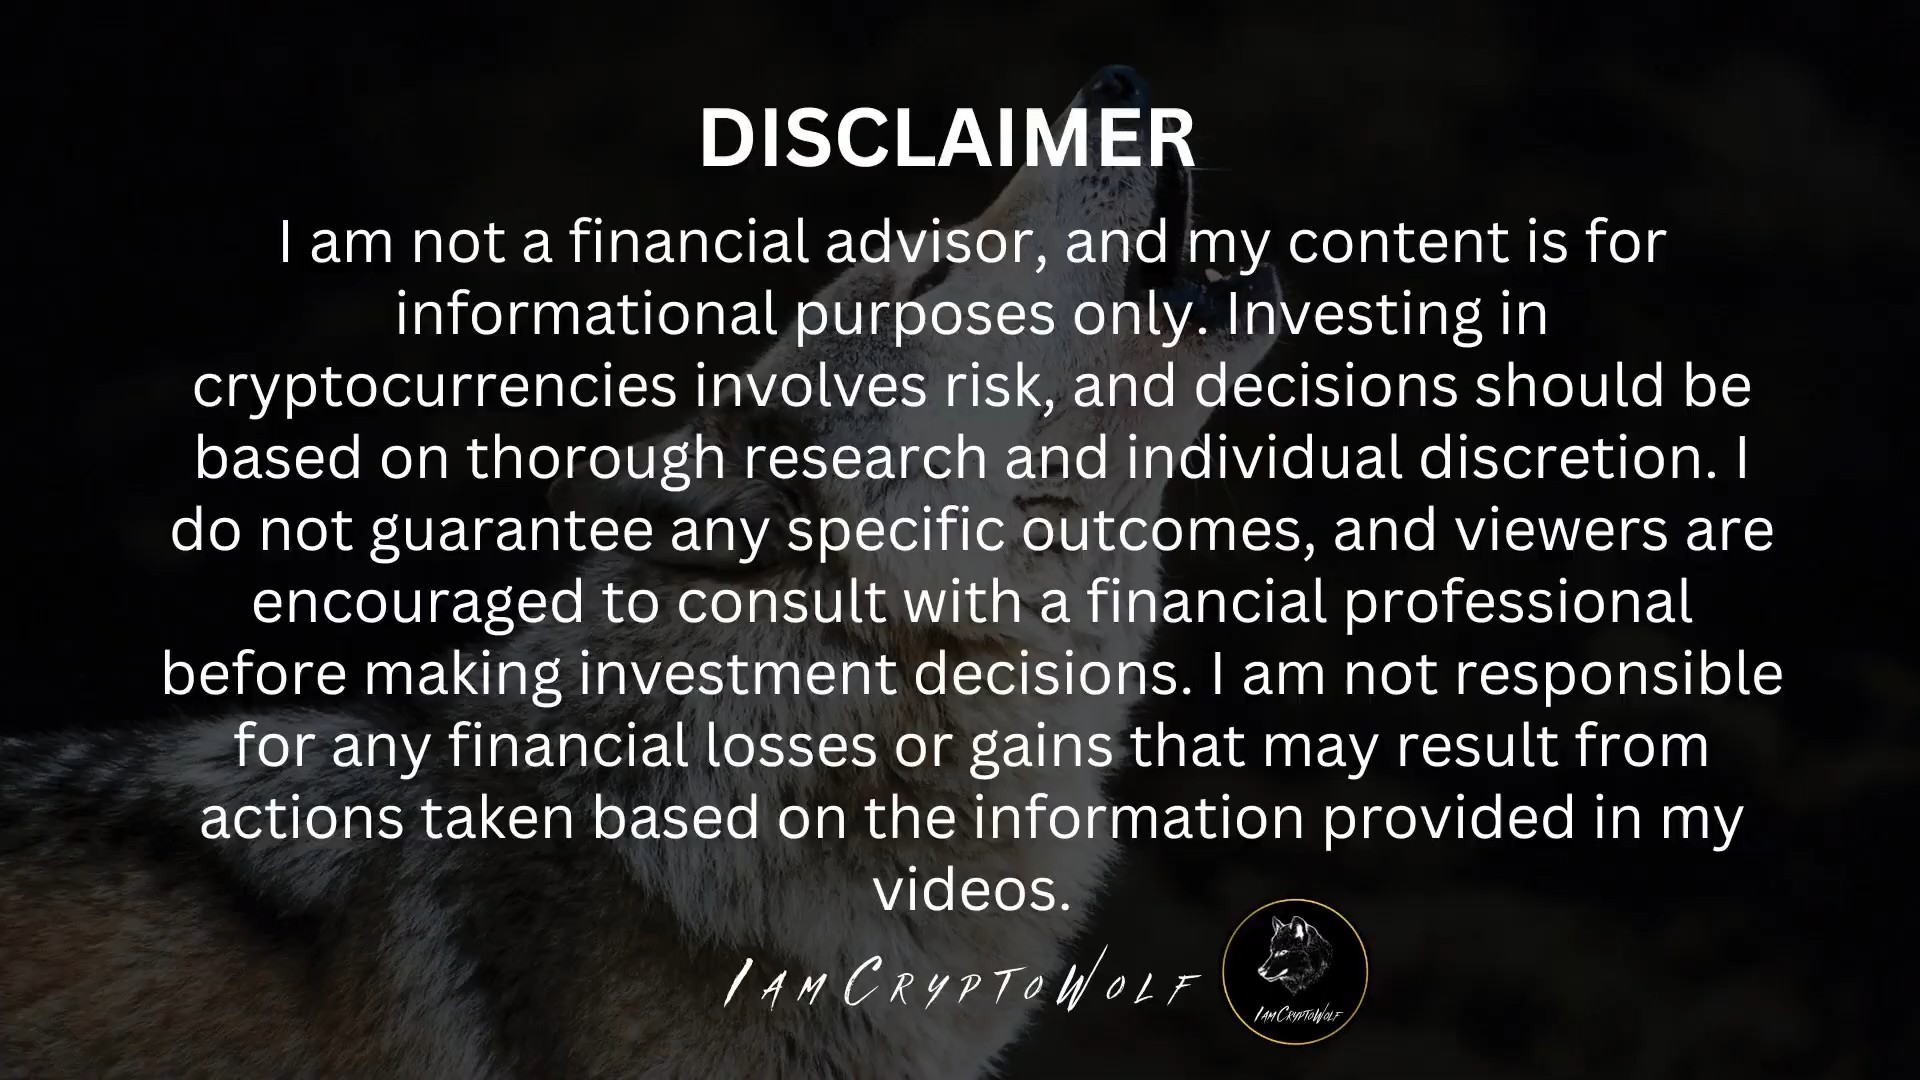 DISCLAIMER
I am not a financial advisor, and my content is for
informational purposes only. Investing in
cryptocurrencies involves risk, and decisions should be
based on thorough research and individual discretion. I
do not guarantee any specific outcomes, and viewers are
encouraged to consult with a financial professional
before making investment decisions. I am not responsible
for any financial losses or gains that may result from
actions taken based on the information provided in my
videos.
IAMCRYPTOWOLF
IAMCRYPTOWOLF